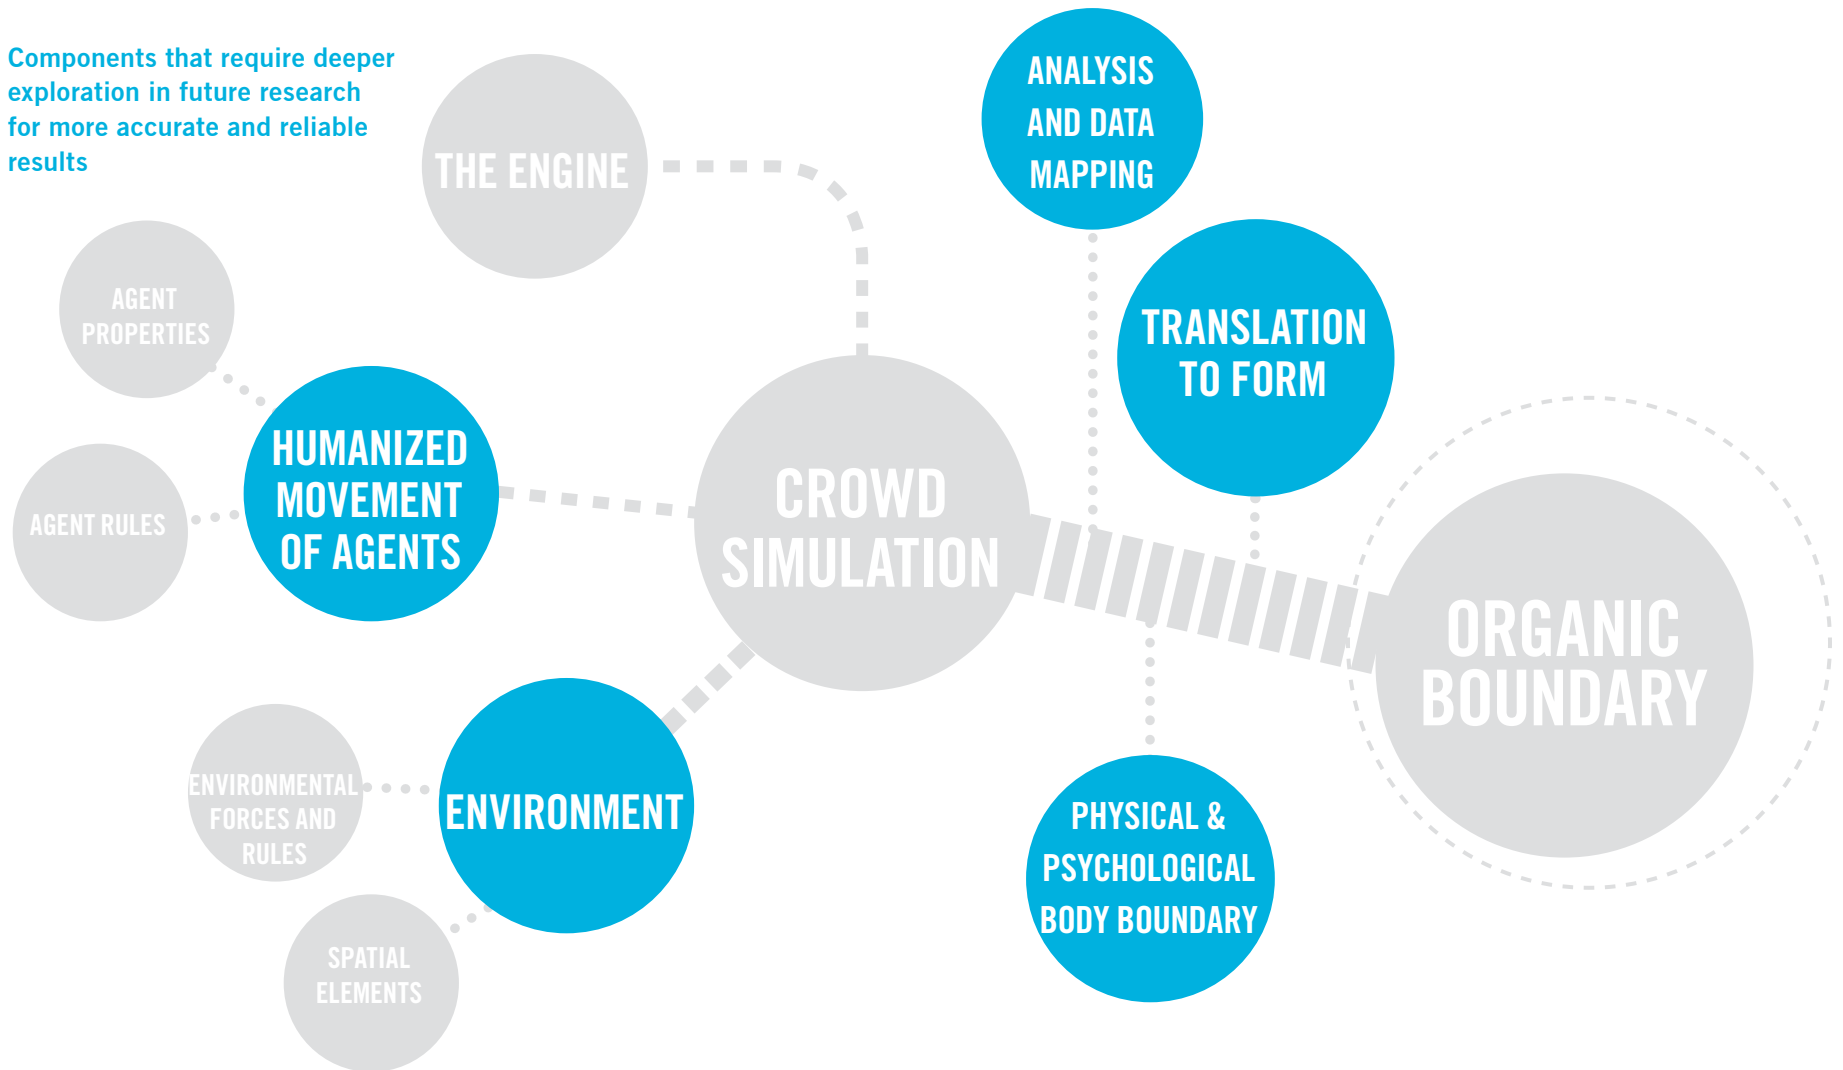 Components that require deeper
exploration in future research
for more accurate and reliable
results
THE ENGINE
ANALYSIS
AND DATA
MAPPING
AGENT
PROPERTIES
TRANSLATION
TO FORM
HUMANIZED
MOVEMENT
OF AGENTS
AGENT RULES
CROWD
SIMULATION
ORGANIC
BOUNDARY
ENVIRONMENTAL
FORCES AND
RULES
ENVIRONMENT
PHYSICAL &
PSYCHOLOGICAL
BODY BOUNDARY
SPATIAL
ELEMENTS